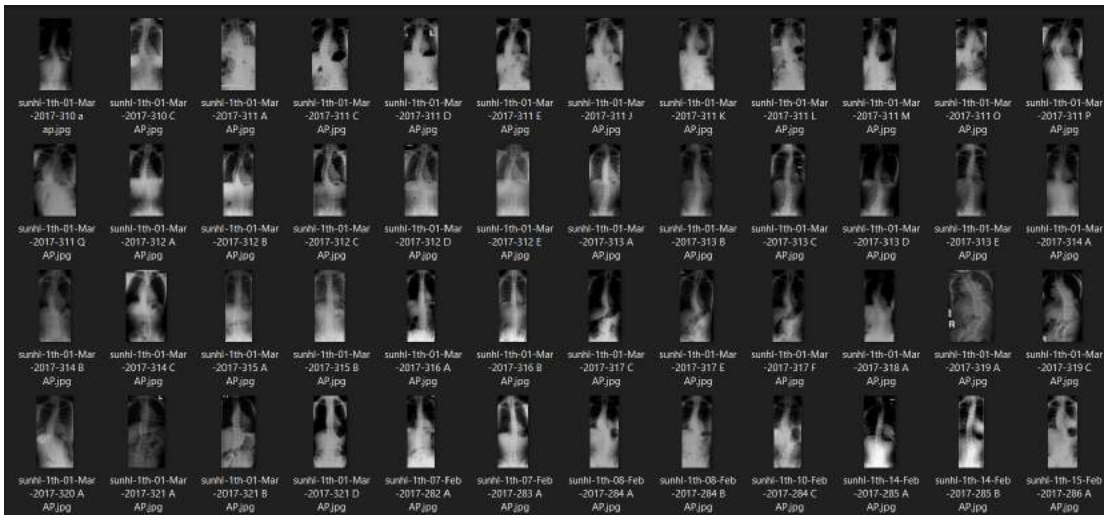 sunhl-1th-01-Mar sunhl-1th-01-Mar sunhl-1th-01-Mar sunhl-1th-01-Mar sunhl-1th-01-Mar sunhl-1th-01-Mar sunhl-1th-01-Mar sunhl-1th-01-Mar sunhl-1th-01-Mar sunhl-1th-01-Mar sunhl-1th-01-Mar sunhl-1th-01-Mar
-2017-310 a -2017-310 C -2017-311 A -2017-311 C -2017-311 D -2017-311 E -2017-311 J -2017-311 K -2017-311 L -2017-311 M -2017-311 O -2017-311 P
ap.jpg AP.jpg AP.jpg AP.jpg AP.jpg AP.jpg AP.jpg AP.jpg AP.jpg AP.jpg AP.jpg AP.jpg
sunhl-1th-01-Mar sunhl-1th-01-Mar sunhl-1th-01-Mar sunhl-1th-01-Mar sunhl-1th-01-Mar sunhl-1th-01-Mar sunhl-1th-01-Mar sunhl-1th-01-Mar sunhl-1th-01-Mar sunhl-1th-01-Mar sunhl-1th-01-Mar sunhl-1th-01-Mar
-2017-311 Q -2017-312 A -2017-312 B -2017-312 C -2017-312 D -2017-312 E -2017-313 A -2017-313 B -2017-313 C -2017-313 D -2017-313 E -2017-314 A
AP.jpg AP.jpg AP.jpg AP.jpg AP.jpg AP.jpg AP.jpg AP.jpg AP.jpg AP.jpg AP.jpg AP.jpg
R
sunhl-1th-01-Mar sunhl-1th-01-Mar sunhl-1th-01-Mar sunhl-1th-01-Mar sunhl-1th-01-Mar sunhl-1th-01-Mar sunhl-1th-01-Mar sunhl-1th-01-Mar sunhl-1th-01-Mar sunhl-1th-01-Mar sunhl-1th-01-Mar sunhl-1th-01-Mar
-2017-314 B -2017-314 C -2017-315 A -2017-315 B -2017-316 A -2017-316 B -2017-317 C -2017-317 E -2017-317 F -2017-318 A -2017-319 A -2017-319 C
AP.jpg AP.jpg AP.jpg AP.jpg AP.jpg AP.jpg AP.jpg AP.jpg AP.jpg AP.jpg AP.jpg AP.jpg
sunhl-1th-01-Mar sunhl-1th-01-Mar sunhl-1th-01-Mar sunhl-1th-01-Mar sunhl-1th-07-Feb sunhl-1th-07-Feb sunhl-1th-08-Feb sunhl-1th-08-Feb sunhl-1th-10-Feb sunhl-1th-14-Feb sunhl-1th-14-Feb sunhl-1th-15-Feb
-2017-320 A -2017-321 A -2017-321 B -2017-321 D -2017-282 A -2017-283 A -2017-284 A -2017-284 B -2017-284 C -2017-285 A -2017-285 B -2017-286 A
AP.jpg AP.jpg AP.jpg AP.jpg AP.jpg AP.jpg AP.jpg AP.jpg AP.jpg AP.jpg AP.jpg AP.jpg